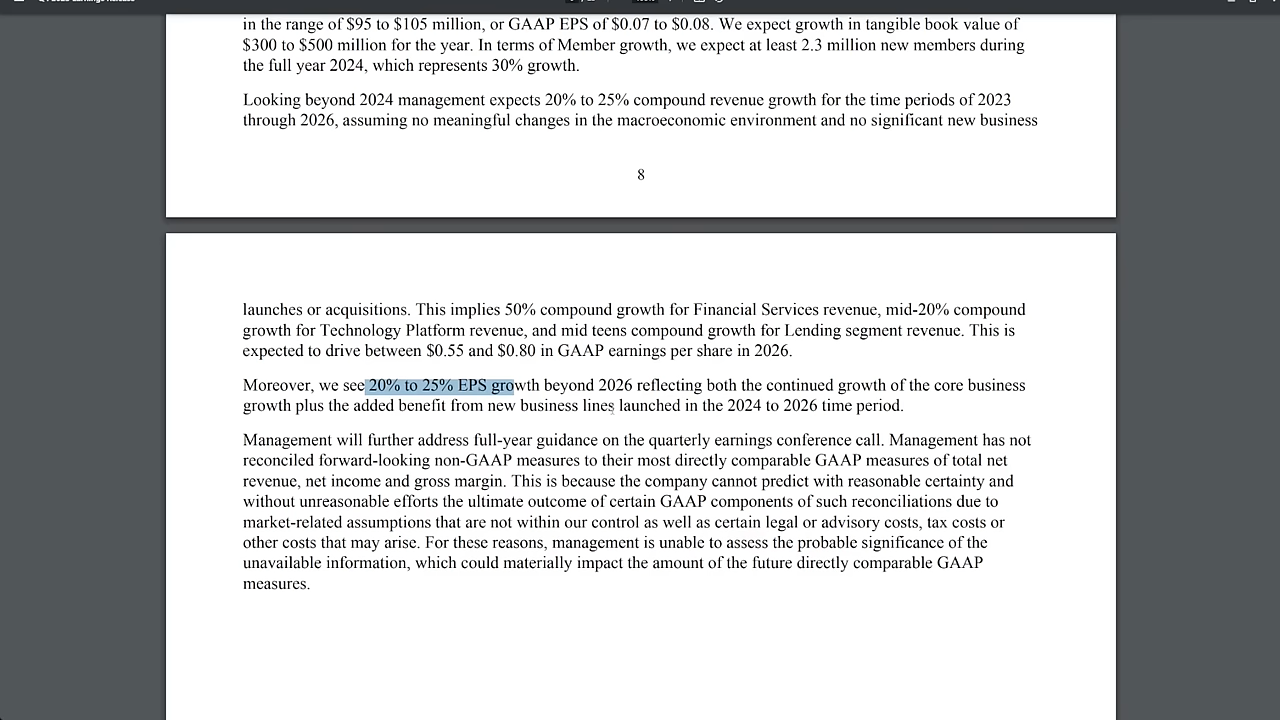 in the range of $95 to $105 million, or GAAP EPS of $0.07 to $0.08. We expect growth in tangible book value of
$300 to $500 million for the year. In terms of Member growth, we expect at least 2.3 million new members during
the full year 2024, which represents 30% growth.
Looking beyond 2024 management expects 20% to 25% compound revenue growth for the time periods of 2023
through 2026, assuming no meaningful changes in the macroeconomic environment and no significant new business
8
launches or acquisitions. This implies 50% compound growth for Financial Services revenue, mid-20% compound
growth for Technology Platform revenue, and mid teens compound growth for Lending segment revenue. This is
expected to drive between $0.55 and $0.80 in GAAP earnings per share in 2026.
Moreover, we see 20% to 25% EPS growth beyond 2026 reflecting both the continued growth of the core business
growth plus the added benefit from new business lines launched in the 2024 to 2026 time period.
Management will further address full-year guidance on the quarterly earnings conference call. Management has not
reconciled forward-looking non-GAAP measures to their most directly comparable GAAP measures of total net
revenue, net income and gross margin. This is because the company cannot predict with reasonable certainty and
without unreasonable efforts the ultimate outcome of certain GAAP components of such reconciliations due to
market-related assumptions that are not within our control as well as certain legal or advisory costs, tax costs or
other costs that may arise. For these reasons, management is unable to assess the probable significance of the
unavailable information, which could materially impact the amount of the future directly comparable GAAP
measures.